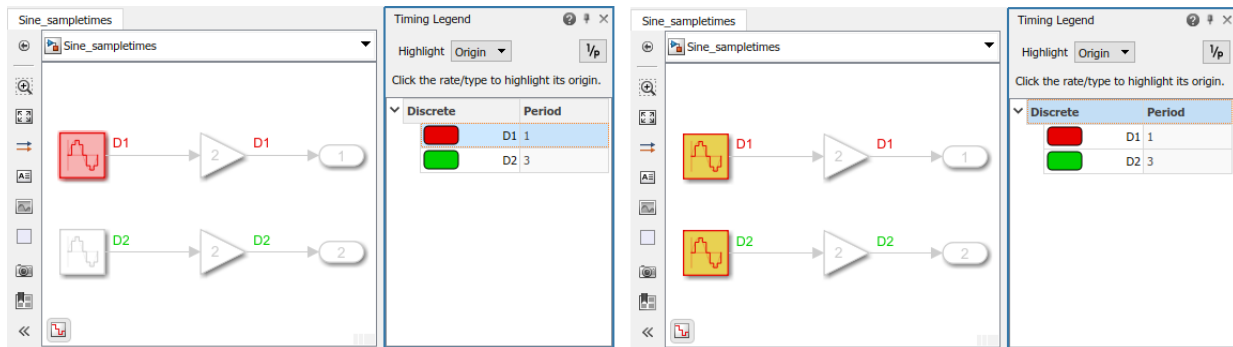 Sine_sampletimes
Sine_sampletimes
D1
2
D1
1
D2
2
D2
2
Timing Legend
Highlight Origin 1/p
Click the rate/type to highlight its origin.
Discrete Period
D1 1
D2 3
Sine_sampletimes
Sine_sampletimes
D1
2
D1
1
D2
2
D2
2
Timing Legend
Highlight Origin 1/p
Click the rate/type to highlight its origin.
Discrete Period
D1 1
D2 3